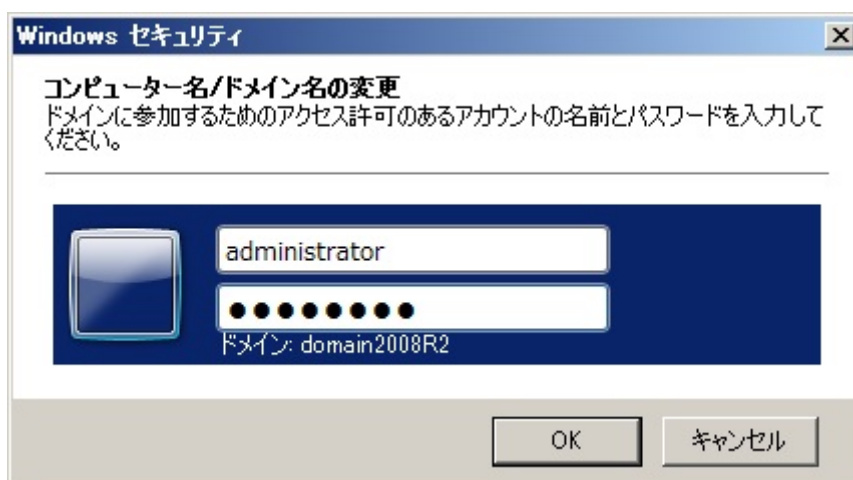 Windows セキュリティ
コンピューター名/ドメイン名の変更
ドメインに参加するためのアクセス許可のあるアカウントの名前とパスワードを入力して
ください。
administrator
●●●●●●●●
ドメイン: domain2008R2
OK
キャンセル